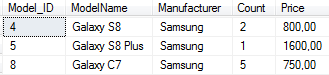 Model_ID ModelName Manufacturer Count Price
4 Galaxy S8 Samsung 2 800,00
5 Galaxy S8 Plus Samsung 1 1600,00
8 Galaxy C7 Samsung 5 750,00